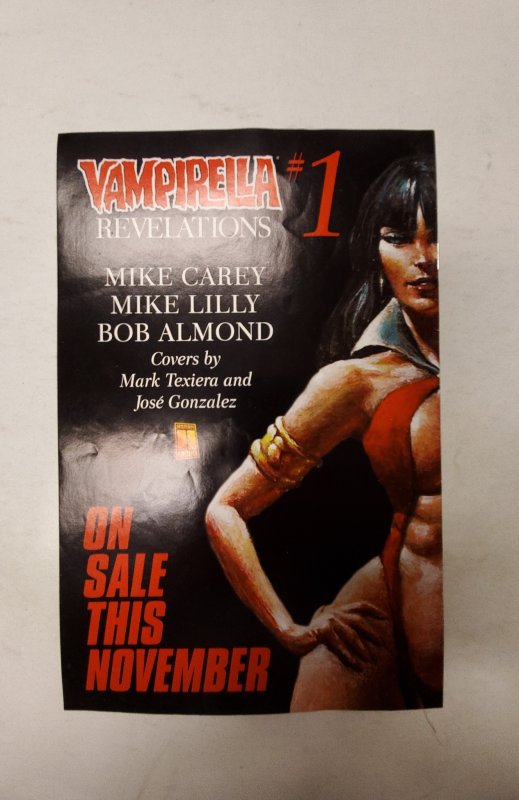 VAMPIRELLA #1
REVELATIONS
MIKE CAREY
MIKE LILLY
BOB ALMOND
Covers by
Mark Texiera and
José Gonzalez
ON
SALE
THIS
NOVEMBER